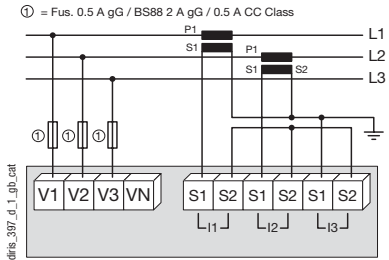 ① = Fus. 0.5 A gG / BS88 2 A gG / 0.5 A CC Class
P1 L1
S1 P1 L2
S1 S2 L3
① ① ①
diris_397_d_1_gb_cat
V1 V2 V3 VN S1 S2 S1 S2 S1 S2
I1 I2 I3